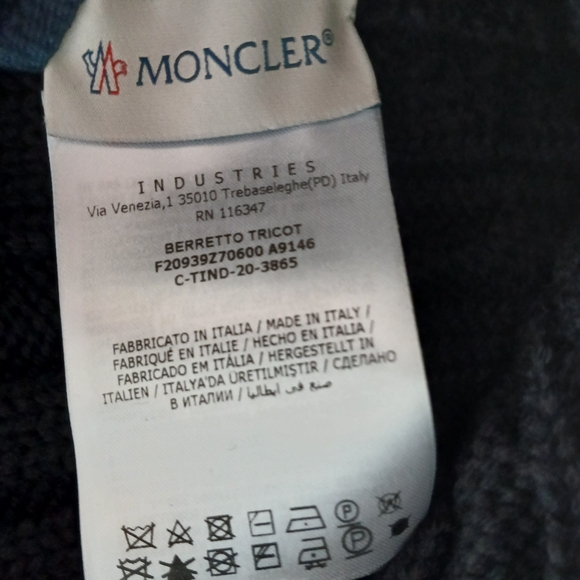 MONCLER®
INDUSTRIES
Via Venezia,1 35010 Trebaseleghe(PD) Italy
RN 116347
BERRETTO TRICOT
F20939Z70600 A9146
C-TIND-20-3865
FABBRICATO IN ITALIA / MADE IN ITALY /
FABRIQUÉ EN ITALIE / HECHO EN ITALIA /
FABRICADO EM ITÁLIA / HERGESTELLT IN
ITALIEN / ITALYA'DA ÜRETILMIŞTIR / СДЕЛАНО
В ИТАЛИИ / صنع في ايطاليا
P
P